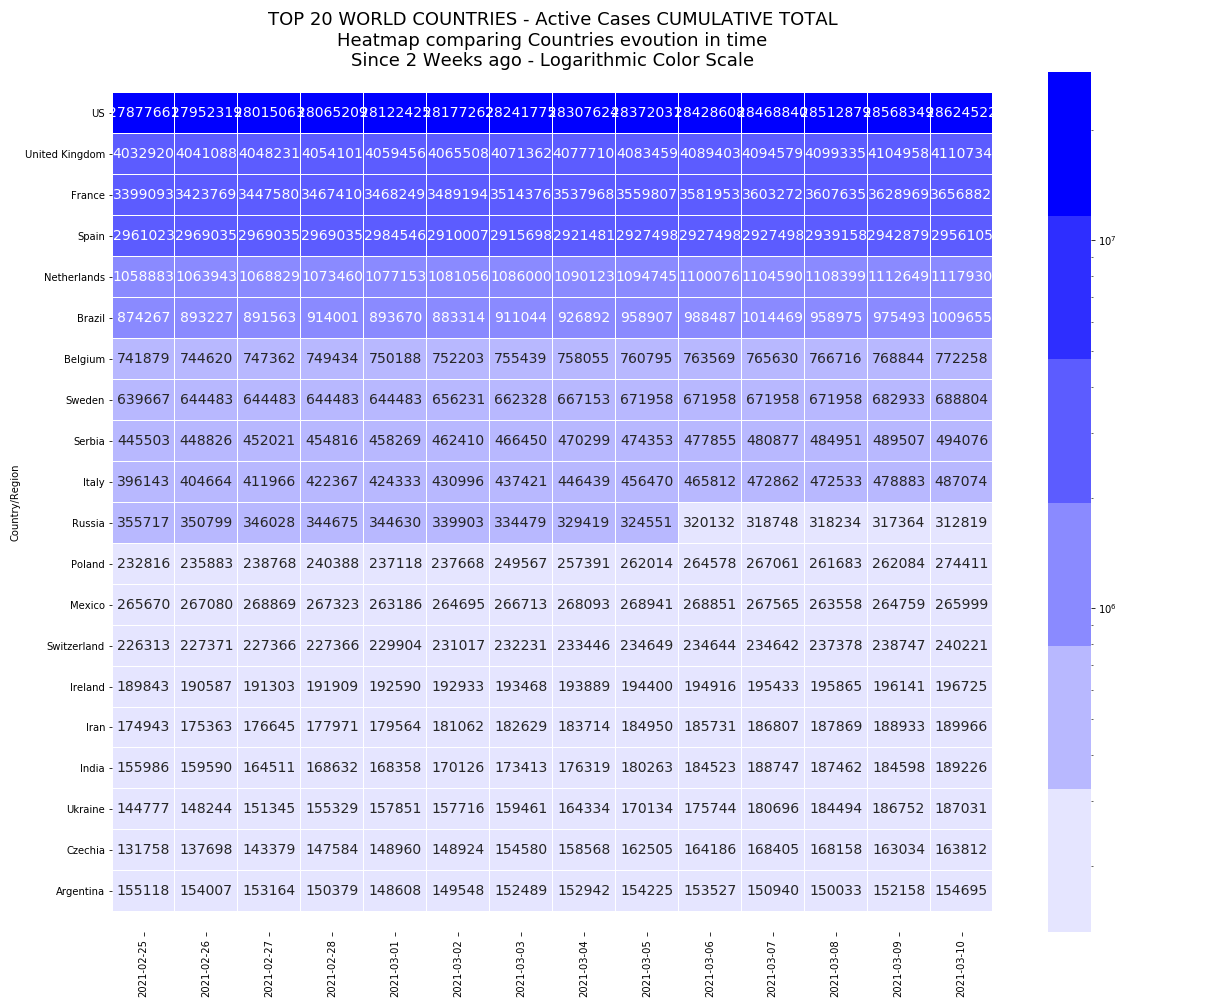 TOP 20 WORLD COUNTRIES - Active Cases CUMULATIVE TOTAL
Heatmap comparing Countries evoution in time
Since 2 Weeks ago - Logarithmic Color Scale
US 27877661 27952319 28015063 28065209 28122425 28177262 28241775 28307624 28372031 28428608 28468840 28512879 28568349 28624522
United Kingdom 4032920 4041088 4048231 4054101 4059456 4065508 4071362 4077710 4083459 4089403 4094579 4099335 4104958 4110734
France 3399093 3423769 3447580 3467410 3468249 3489194 3514376 3537968 3559807 3581953 3603272 3607635 3628969 3656882
Spain 2961023 2969035 2969035 2969035 2984546 2910007 2915698 2921481 2927498 2927498 2927498 2939158 2942879 2956105
Netherlands 1058883 1063943 1068829 1073460 1077153 1081056 1086000 1090123 1094745 1100076 1104590 1108399 1112649 1117930
Brazil 874267 893227 891563 914001 893670 883314 911044 926892 958907 988487 1014469 958975 975493 1009655
Belgium 741879 744620 747362 749434 750188 752203 755439 758055 760795 763569 765630 766716 768844 772258
Sweden 639667 644483 644483 644483 644483 656231 662328 667153 671958 671958 671958 671958 682933 688804
Serbia 445503 448826 452021 454816 458269 462410 466450 470299 474353 477855 480877 484951 489507 494076
Italy 396143 404664 411966 422367 424333 430996 437421 446439 456470 465812 472862 472533 478883 487074
Russia 355717 350799 346028 344675 344630 339903 334479 329419 324551 320132 318748 318234 317364 312819
Poland 232816 235883 238768 240388 237118 237668 249567 257391 262014 264578 267061 261683 262084 274411
Mexico 265670 267080 268869 267323 263186 264695 266713 268093 268941 268851 267565 263558 264759 265999
Switzerland 226313 227371 227366 227366 229904 231017 232231 233446 234649 234644 234642 237378 238747 240221
Ireland 189843 190587 191303 191909 192590 192933 193468 193889 194400 194916 195433 195865 196141 196725
Iran 174943 175363 176645 177971 179564 181062 182629 183714 184950 185731 186807 187869 188933 189966
India 155986 159590 164511 168632 168358 170126 173413 176319 180263 184523 188747 187462 184598 189226
Ukraine 144777 148244 151345 155329 157851 157716 159461 164334 170134 175744 180696 184494 186752 187031
Czechia 131758 137698 143379 147584 148960 148924 154580 158568 162505 164186 168405 168158 163034 163812
Argentina 155118 154007 153164 150379 148608 149548 152489 152942 154225 153527 150940 150033 152158 154695
Country/Region
2021-02-25 2021-02-26 2021-02-27 2021-02-28 2021-03-01 2021-03-02 2021-03-03 2021-03-04 2021-03-05 2021-03-06 2021-03-07 2021-03-08 2021-03-09 2021-03-10
10⁷
10⁶